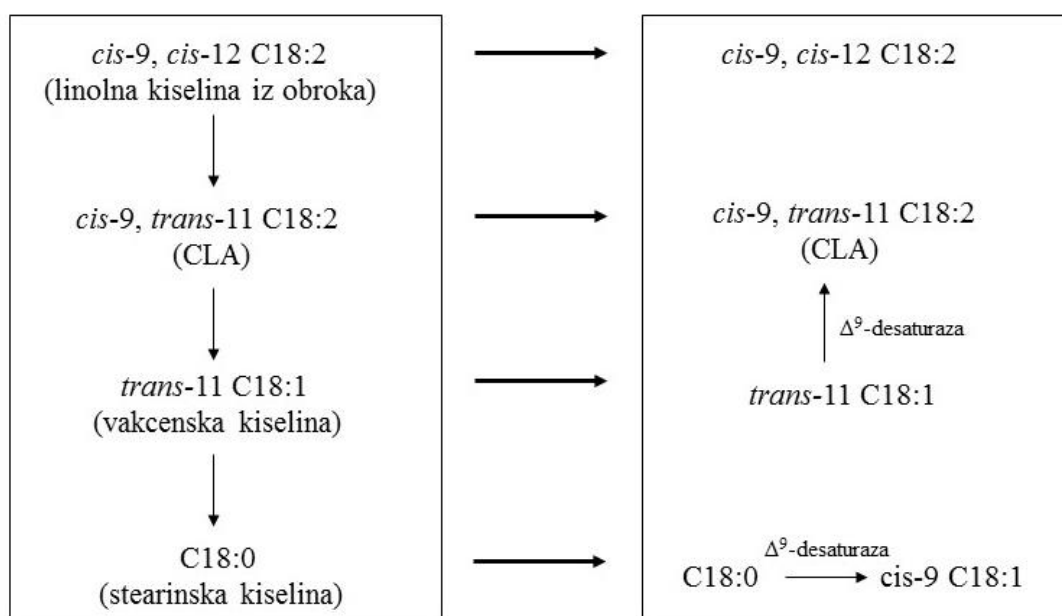 cis-9, cis-12 C18:2
(linolna kiselina iz obroka)
cis-9, trans-11 C18:2
(CLA)
trans-11 C18:1
(vakcenska kiselina)
C18:0
(stearinska kiselina)
cis-9, cis-12 C18:2
cis-9, trans-11 C18:2
(CLA)
Δ⁹-desaturaza
trans-11 C18:1
Δ⁹-desaturaza
C18:0 cis-9 C18:1